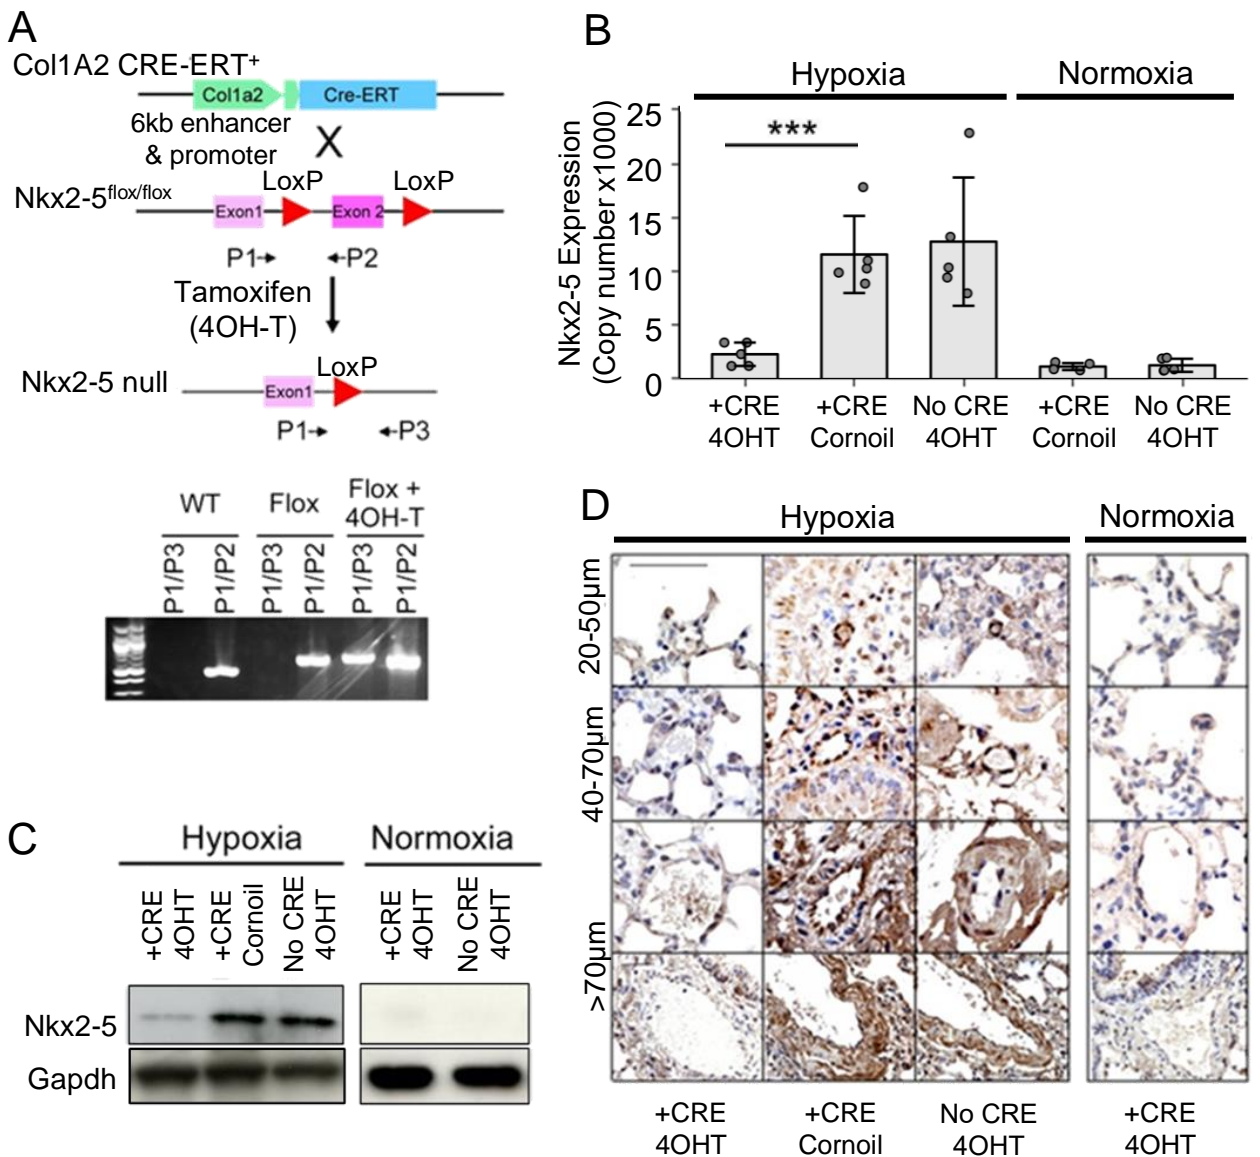 A
Col1A2 CRE-ERT+
Col1a2
Cre-ERT
6kb enhancer
& promoter
X
LoxP
LoxP
Nkx2-5flox/flox
Exon1
Exon 2
P1
P2
Tamoxifen
(4OH-T)
LoxP
Nkx2-5 null
Exon1
P1
P3
WT
Flox
Flox +
4OH-T
P1/P3
P1/P2
P1/P3
P1/P2
P1/P3
P1/P2
B
Hypoxia
Normoxia
Nkx2-5 Expression
(Copy number x1000)
25
20
15
10
5
0
***
+CRE
4OHT
+CRE
Cornoil
No CRE
4OHT
+CRE
Cornoil
No CRE
4OHT
C
Hypoxia
Normoxia
+CRE
4OHT
+CRE
Cornoil
No CRE
4OHT
+CRE
4OHT
No CRE
4OHT
Nkx2-5
Gapdh
D
Hypoxia
Normoxia
20-50µm
40-70µm
>70µm
+CRE
4OHT
+CRE
Cornoil
No CRE
4OHT
+CRE
4OHT